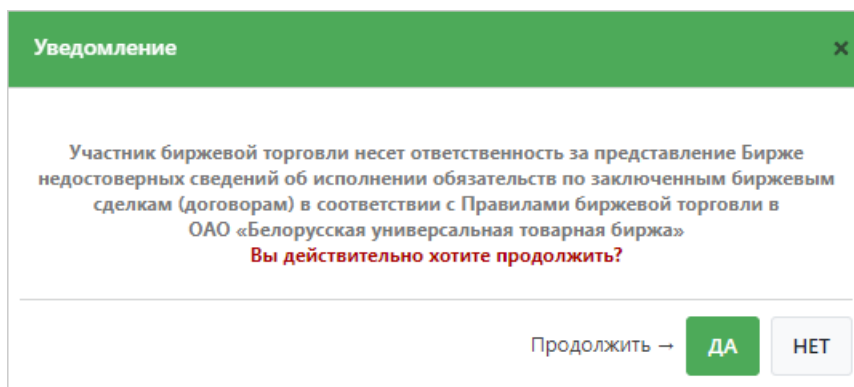 Уведомление ×
Участник биржевой торговли несет ответственность за представление Бирже
недостоверных сведений об исполнении обязательств по заключенным биржевым
сделкам (договорам) в соответствии с Правилами биржевой торговли в
ОАО «Белорусская универсальная товарная биржа»
Вы действительно хотите продолжить?
Продолжить → ДА НЕТ